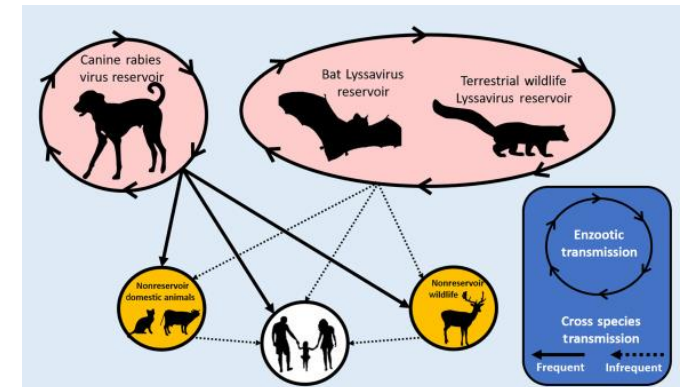 Canine rabies
virus reservoir
Bat Lyssavirus
reservoir
Terrestrial wildlife
Lyssavirus reservoir
Nonreservoir
domestic animals
Nonreservoir
wildlife
Enzootic
transmission
Cross species
transmission
Frequent
Infrequent